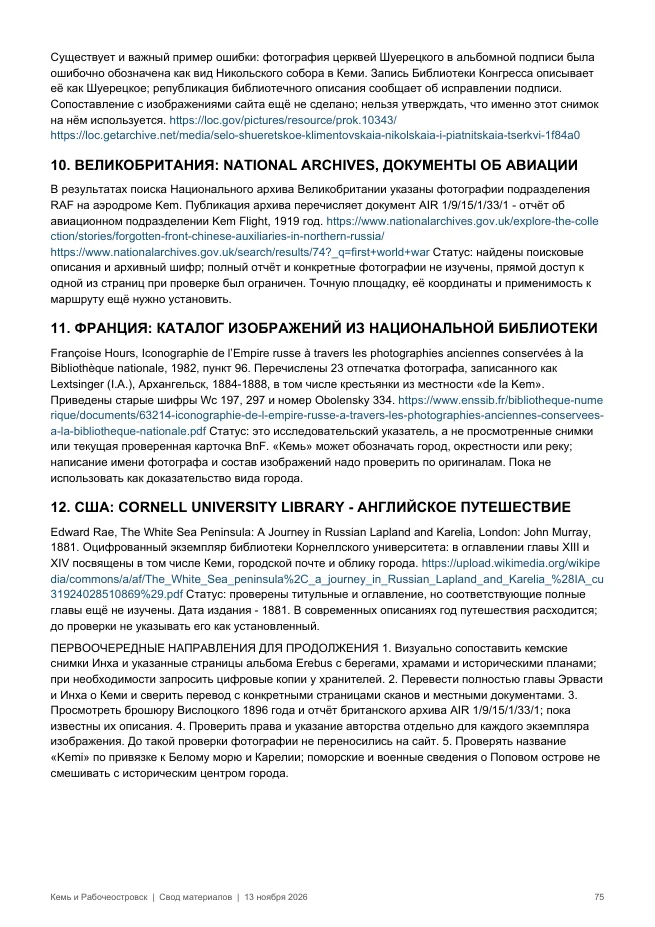 Существует и важный пример ошибки: фотография церквей Шуерецкого в альбомной подписи была
ошибочно обозначена как вид Никольского собора в Кеми. Запись Библиотеки Конгресса описывает
её как Шуерецкое; републикация библиотечного описания сообщает об исправлении подписи.
Сопоставление с изображениями сайта ещё не сделано; нельзя утверждать, что именно этот снимок
на нём используется. https://loc.gov/pictures/resource/prok.10343/
https://loc.getarchive.net/media/selo-shueretskoe-klimentovskaia-nikolskaia-i-piatnitskaia-tserkvi-1f84a0
10. ВЕЛИКОБРИТАНИЯ: NATIONAL ARCHIVES, ДОКУМЕНТЫ ОБ АВИАЦИИ
В результатах поиска Национального архива Великобритании указаны фотографии подразделения
RAF на аэродроме Kem. Публикация архива перечисляет документ AIR 1/9/15/1/33/1 - отчёт об
авиационном подразделении Kem Flight, 1919 год. https://www.nationalarchives.gov.uk/explore-the-colle
ction/stories/forgotten-front-chinese-auxiliaries-in-northern-russia/
https://www.nationalarchives.gov.uk/search/results/74?_q=first+world+war Статус: найдены поисковые
описания и архивный шифр; полный отчёт и конкретные фотографии не изучены, прямой доступ к
одной из страниц при проверке был ограничен. Точную площадку, её координаты и применимость к
маршруту ещё нужно установить.
11. ФРАНЦИЯ: КАТАЛОГ ИЗОБРАЖЕНИЙ ИЗ НАЦИОНАЛЬНОЙ БИБЛИОТЕКИ
Françoise Hours, Iconographie de l’Empire russe à travers les photographies anciennes conservées à la
Bibliothèque nationale, 1982, пункт 96. Перечислены 23 отпечатка фотографа, записанного как
Lextsinger (I.A.), Архангельск, 1884-1888, в том числе крестьянки из местности «de la Kem».
Приведены старые шифры Wc 197, 297 и номер Obolensky 334. https://www.enssib.fr/bibliotheque-nume
rique/documents/63214-iconographie-de-l-empire-russe-a-travers-les-photographies-anciennes-conservees-
a-la-bibliotheque-nationale.pdf Статус: это исследовательский указатель, а не просмотренные снимки
или текущая проверенная карточка BnF. «Кемь» может обозначать город, окрестности или реку;
написание имени фотографа и состав изображений надо проверить по оригиналам. Пока не
использовать как доказательство вида города.
12. США: CORNELL UNIVERSITY LIBRARY - АНГЛИЙСКОЕ ПУТЕШЕСТВИЕ
Edward Rae, The White Sea Peninsula: A Journey in Russian Lapland and Karelia, London: John Murray,
1881. Оцифрованный экземпляр библиотеки Корнеллского университета: в оглавлении главы XIII и
XIV посвящены в том числе Кеми, городской почте и облику города. https://upload.wikimedia.org/wikipe
dia/commons/a/af/The_White_Sea_peninsula%2C_a_journey_in_Russian_Lapland_and_Karelia_%28IA_cu
31924028510869%29.pdf Статус: проверены титульные и оглавление, но соответствующие полные
главы ещё не изучены. Дата издания - 1881. В современных описаниях год путешествия расходится;
до проверки не указывать его как установленный.
ПЕРВООЧЕРЕДНЫЕ НАПРАВЛЕНИЯ ДЛЯ ПРОДОЛЖЕНИЯ 1. Визуально сопоставить кемские
снимки Инха и указанные страницы альбома Erebus с берегами, храмами и историческими планами;
при необходимости запросить цифровые копии у хранителей. 2. Перевести полностью главы Эрвасти
и Инха о Кеми и сверить перевод с конкретными страницами сканов и местными документами. 3.
Просмотреть брошюру Вислоцкого 1896 года и отчёт британского архива AIR 1/9/15/1/33/1; пока
известны их описания. 4. Проверить права и указание авторства отдельно для каждого экземпляра
изображения. До такой проверки фотографии не переносились на сайт. 5. Проверять название
«Kemi» по привязке к Белому морю и Карелии; поморские и военные сведения о Поповом острове не
смешивать с историческим центром города.
Кемь и Рабочеостровск | Свод материалов | 13 ноября 2026
75